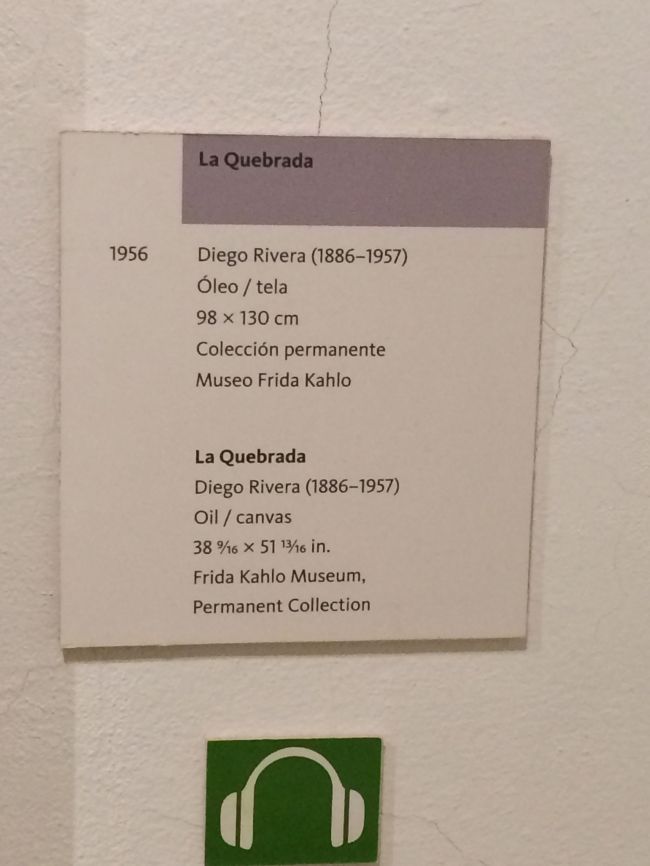 La Quebrada
1956 Diego Rivera (1886–1957)
Óleo / tela
98 × 130 cm
Colección permanente
Museo Frida Kahlo
La Quebrada
Diego Rivera (1886–1957)
Oil / canvas
38 9⁄16 × 51 13⁄16 in.
Frida Kahlo Museum,
Permanent Collection